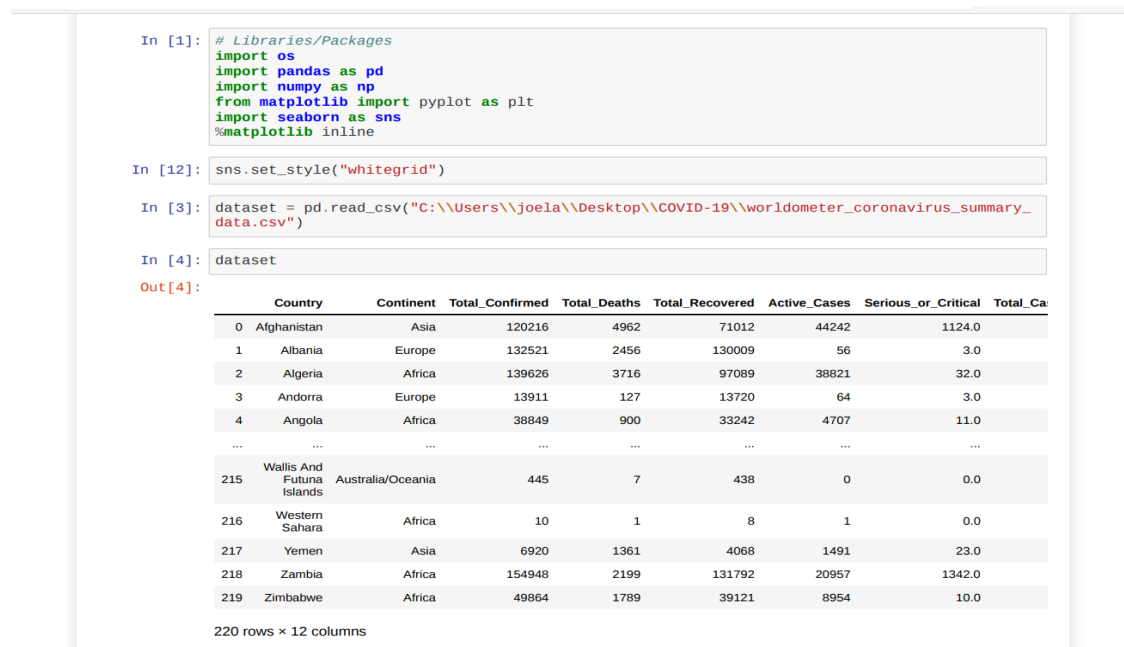 In [1]: # Libraries/Packages
import os
import pandas as pd
import numpy as np
from matplotlib import pyplot as plt
import seaborn as sns
%matplotlib inline
In [12]: sns.set_style("whitegrid")
In [3]: dataset = pd.read_csv("C:\\Users\\joela\\Desktop\\COVID-19\\worldometer_coronavirus_summary_
data.csv")
In [4]: dataset
Out[4]:
Country Continent Total_Confirmed Total_Deaths Total_Recovered Active_Cases Serious_or_Critical Total_Ca
0 Afghanistan Asia 120216 4962 71012 44242 1124.0
1 Albania Europe 132521 2456 130009 56 3.0
2 Algeria Africa 139626 3716 97089 38821 32.0
3 Andorra Europe 13911 127 13720 64 3.0
4 Angola Africa 38849 900 33242 4707 11.0
... ... ... ... ... ... ... ...
Wallis And
215 Futuna Australia/Oceania 445 7 438 0 0.0
Islands
Western
216 Sahara Africa 10 1 8 1 0.0
217 Yemen Asia 6920 1361 4068 1491 23.0
218 Zambia Africa 154948 2199 131792 20957 1342.0
219 Zimbabwe Africa 49864 1789 39121 8954 10.0
220 rows × 12 columns